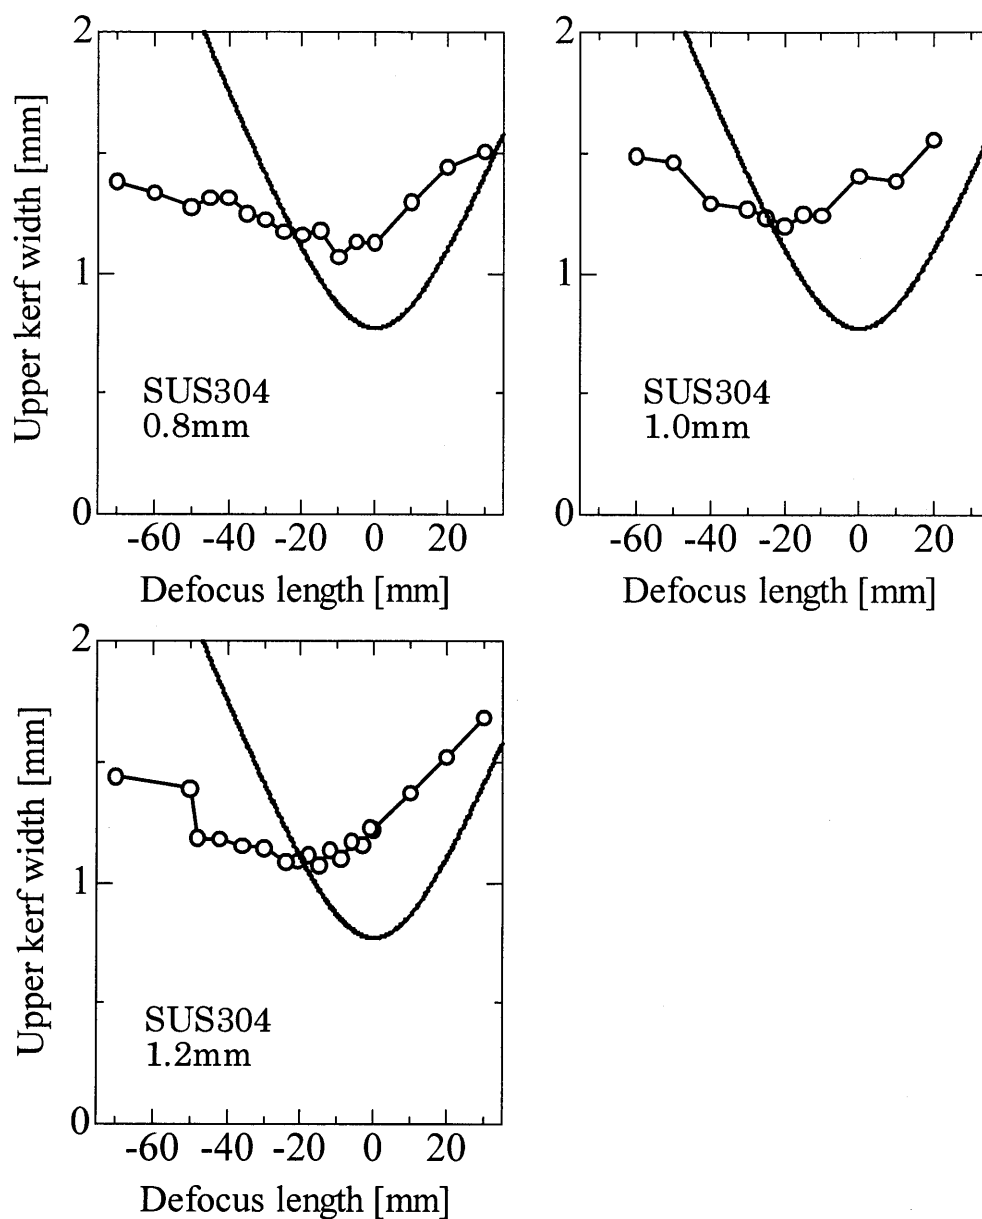 Upper kerf width [mm]
2
1
0
SUS304
0.8mm
-60 -40 -20 0 20
Defocus length [mm]
2
1
0
SUS304
1.0mm
-60 -40 -20 0 20
Defocus length [mm]
Upper kerf width [mm]
2
1
0
SUS304
1.2mm
-60 -40 -20 0 20
Defocus length [mm]